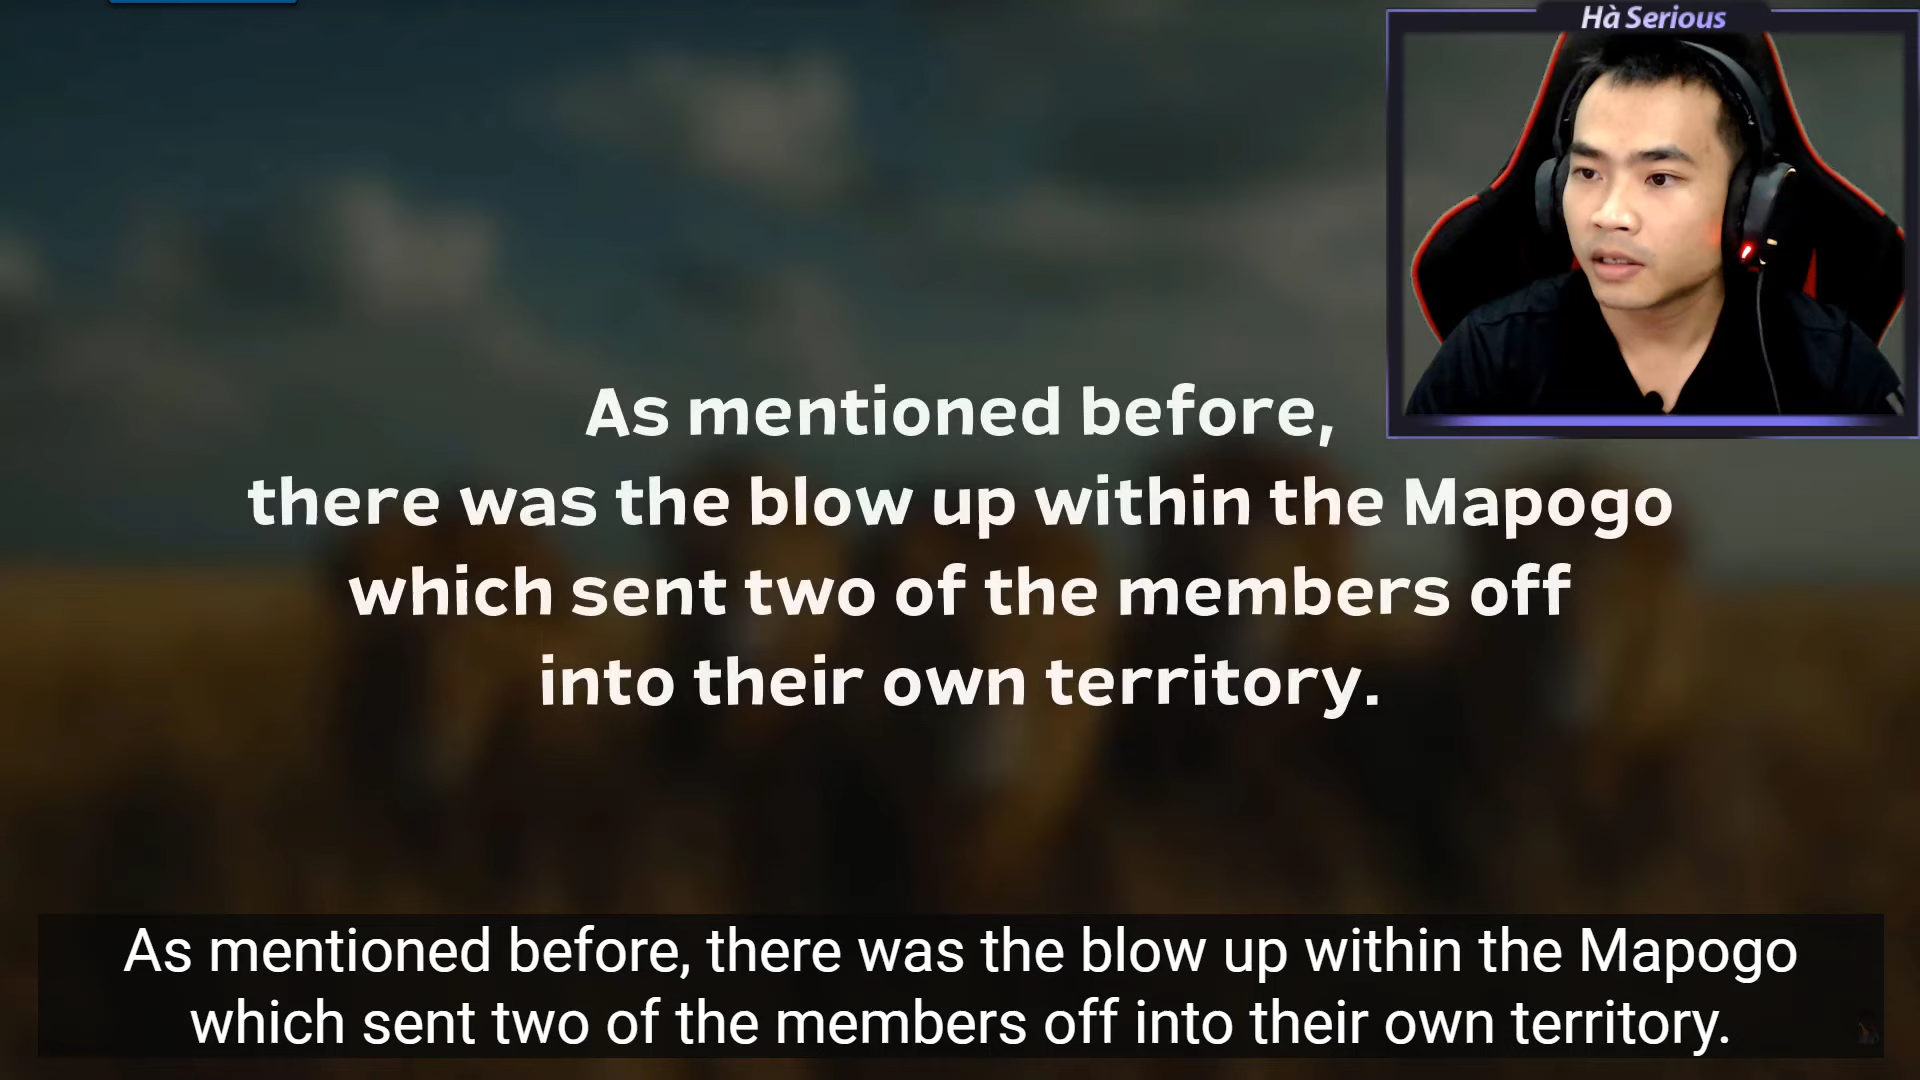 Hà Serious
As mentioned before,
there was the blow up within the Mapogo
which sent two of the members off
into their own territory.
As mentioned before, there was the blow up within the Mapogo
which sent two of the members off into their own territory.